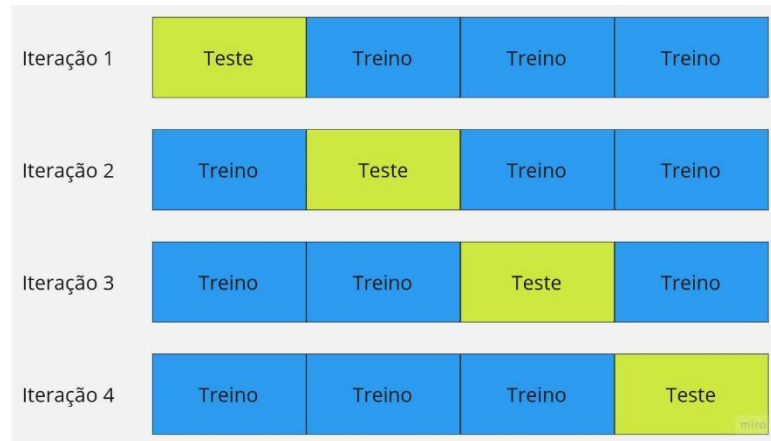 Iteração 1 Teste Treino Treino Treino
Iteração 2 Treino Teste Treino Treino
Iteração 3 Treino Treino Teste Treino
Iteração 4 Treino Treino Treino Teste
miro